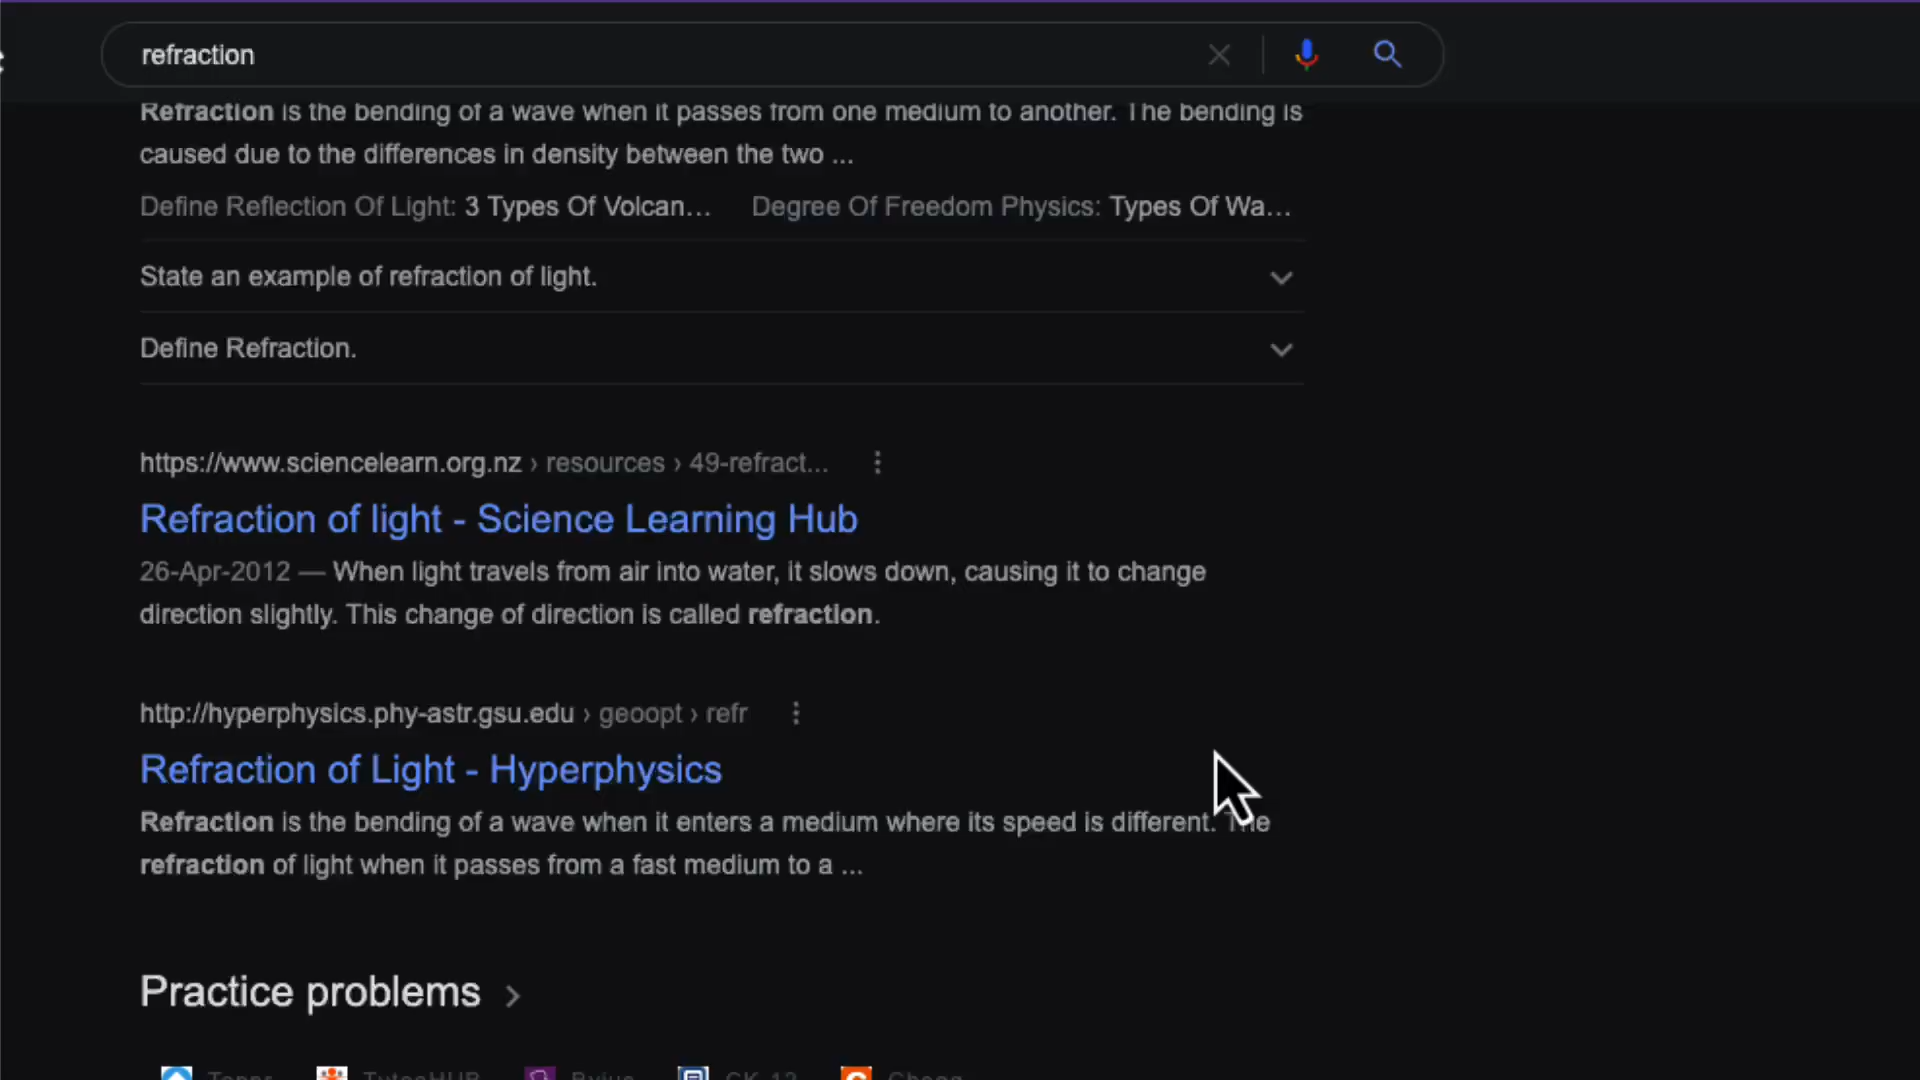 refraction
Refraction is the bending of a wave when it passes from one medium to another. The bending is
caused due to the differences in density between the two ...
Define Reflection Of Light: 3 Types Of Volcan... Degree Of Freedom Physics: Types Of Wa...
State an example of refraction of light.
Define Refraction.
https://www.sciencelearn.org.nz › resources › 49-refract...
Refraction of light - Science Learning Hub
26-Apr-2012 — When light travels from air into water, it slows down, causing it to change
direction slightly. This change of direction is called refraction.
http://hyperphysics.phy-astr.gsu.edu › geoopt › refr
Refraction of Light - Hyperphysics
Refraction is the bending of a wave when it enters a medium where its speed is different. The
refraction of light when it passes from a fast medium to a ...
Practice problems